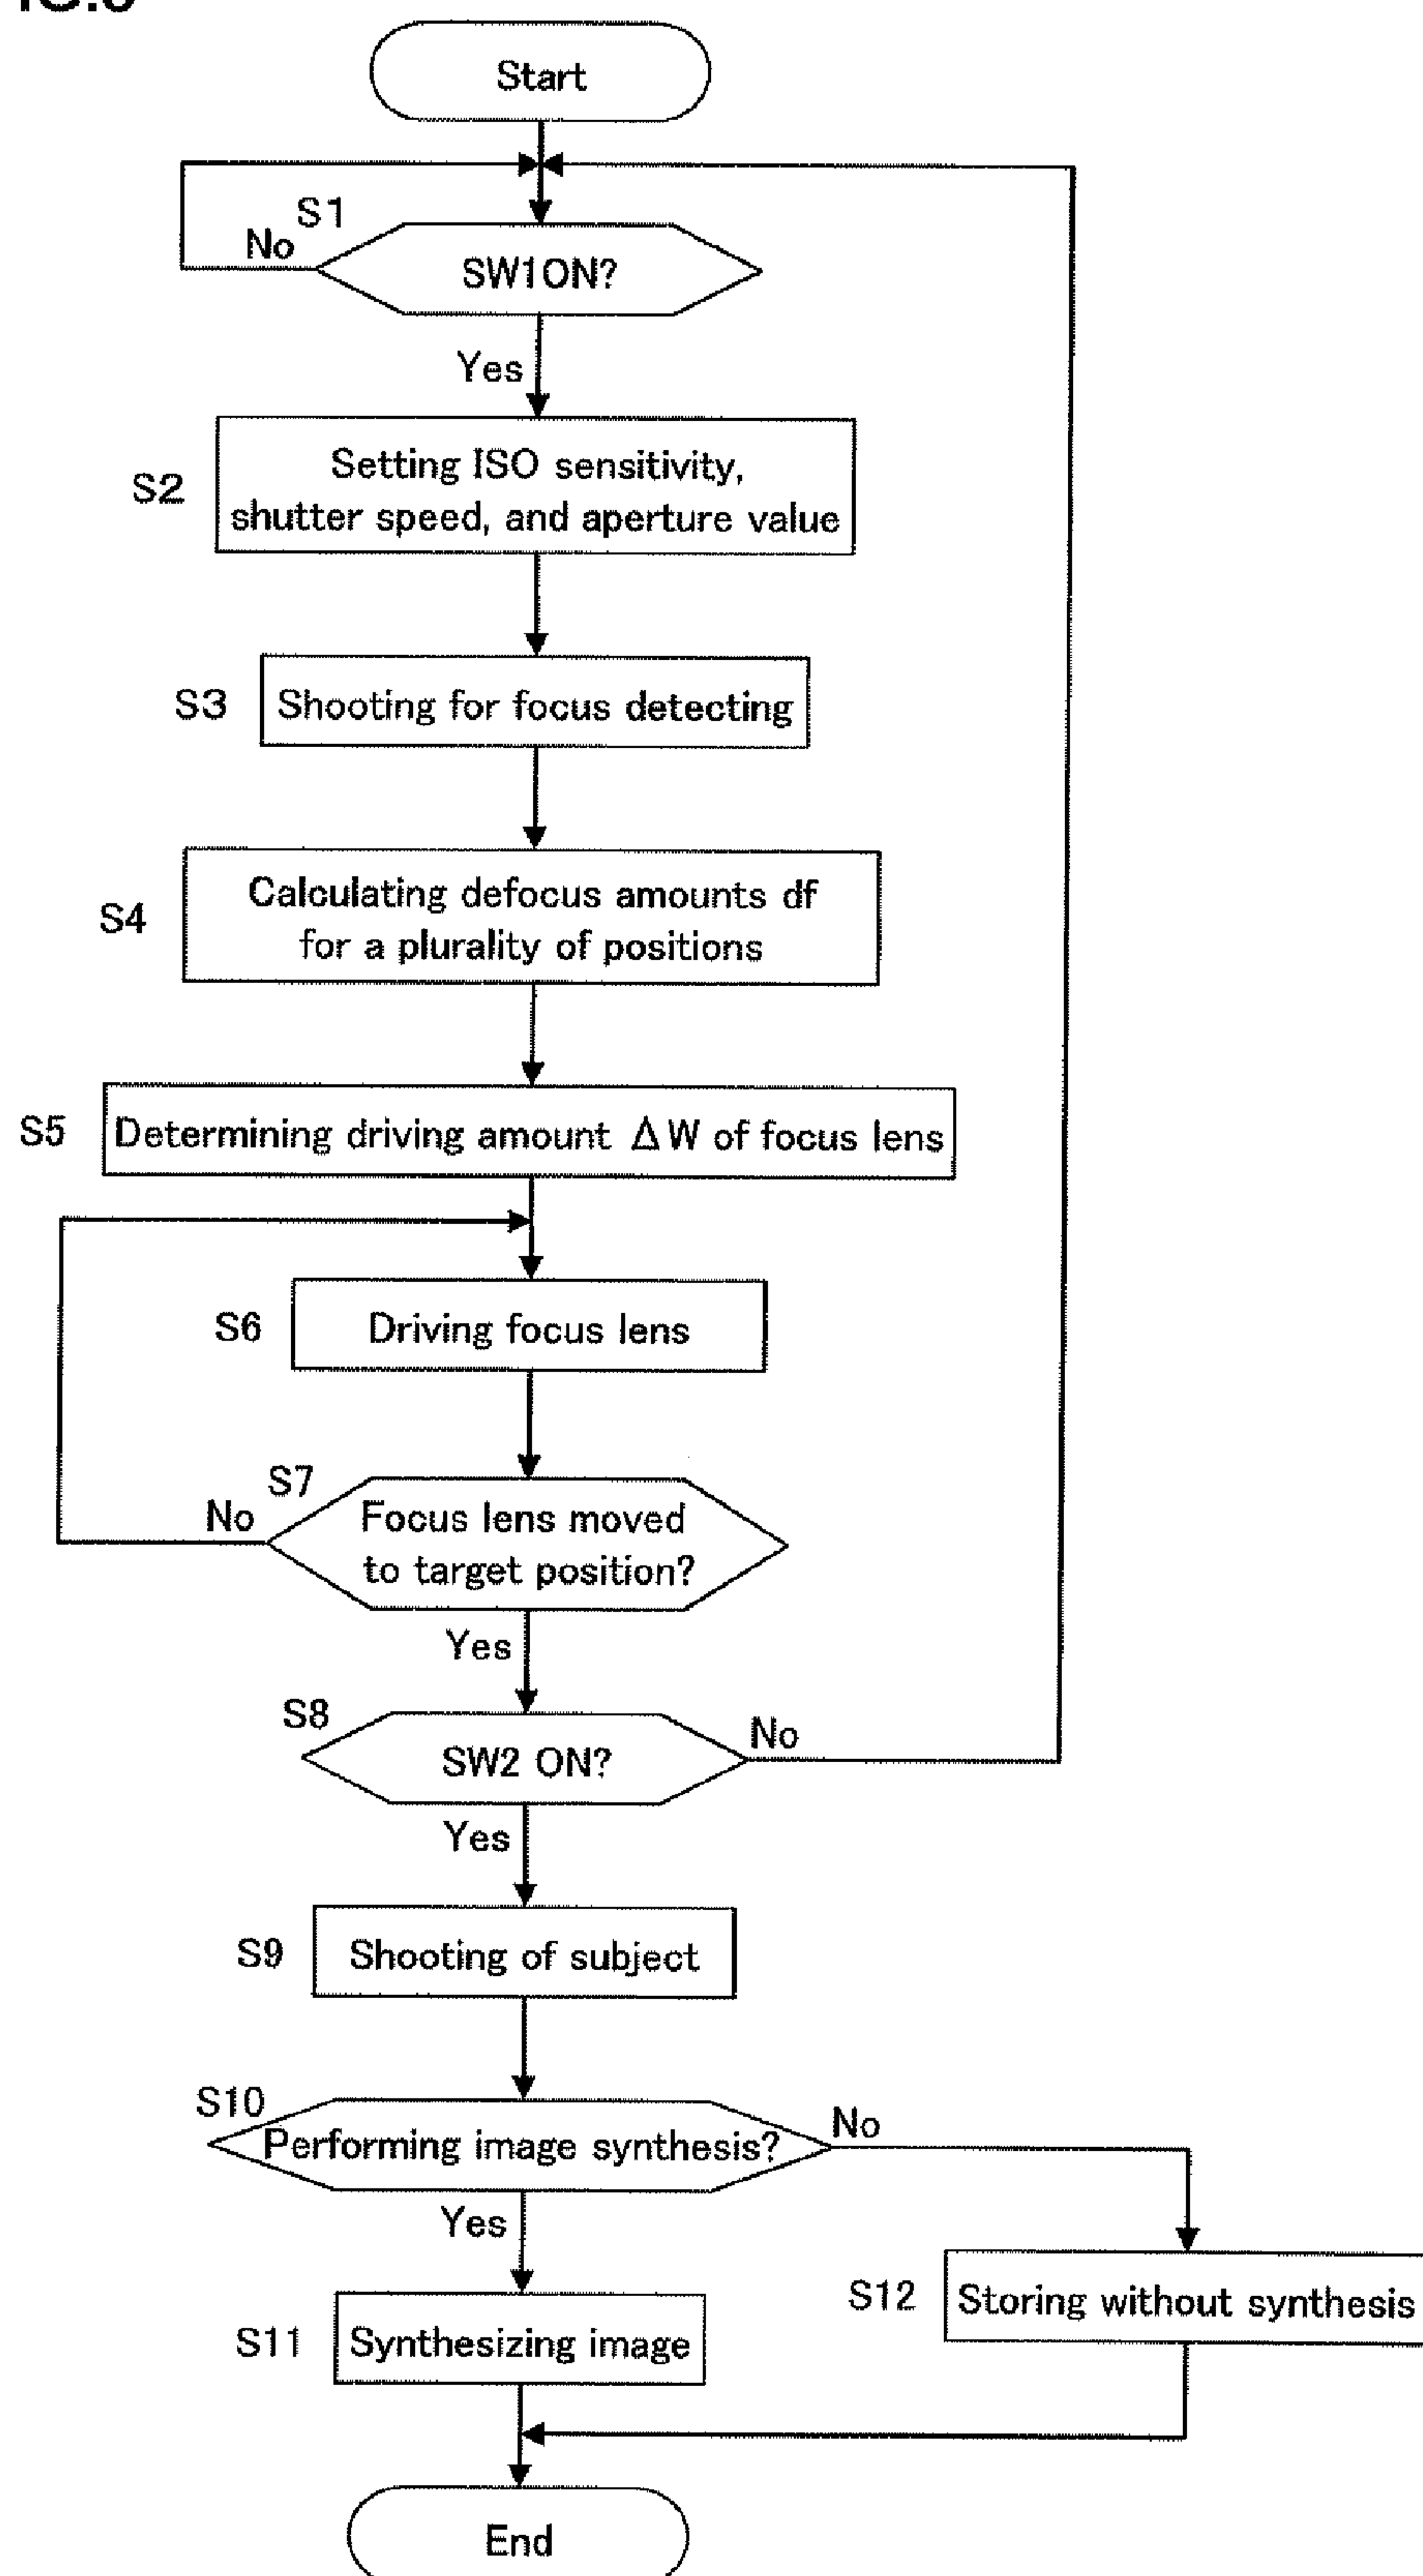 Start
S1
No
SW1ON?
Yes
S2
Setting ISO sensitivity,
shutter speed, and aperture value
S3
Shooting for focus detecting
S4
Calculating defocus amounts df
for a plurality of positions
S5
Determining driving amount ΔW of focus lens
S6
Driving focus lens
S7
No
Focus lens moved
to target position?
Yes
S8
No
SW2 ON?
Yes
S9
Shooting of subject
S10
No
Performing image synthesis?
Yes
S12
Storing without synthesis
S11
Synthesizing image
End